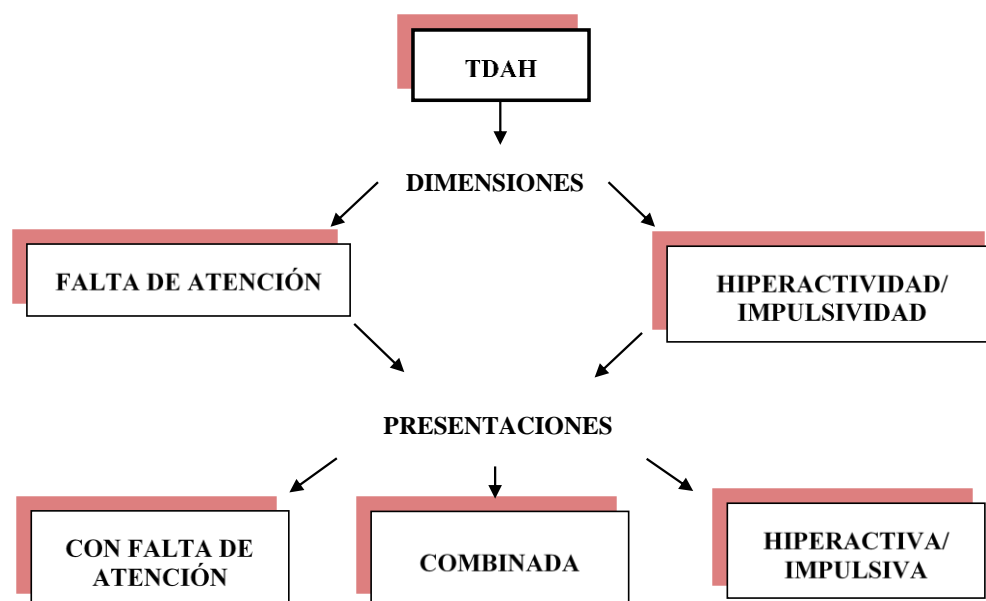 TDAH
DIMENSIONES
FALTA DE ATENCIÓN
HIPERACTIVIDAD/
IMPULSIVIDAD
PRESENTACIONES
CON FALTA DE
ATENCIÓN
COMBINADA
HIPERACTIVA/
IMPULSIVA